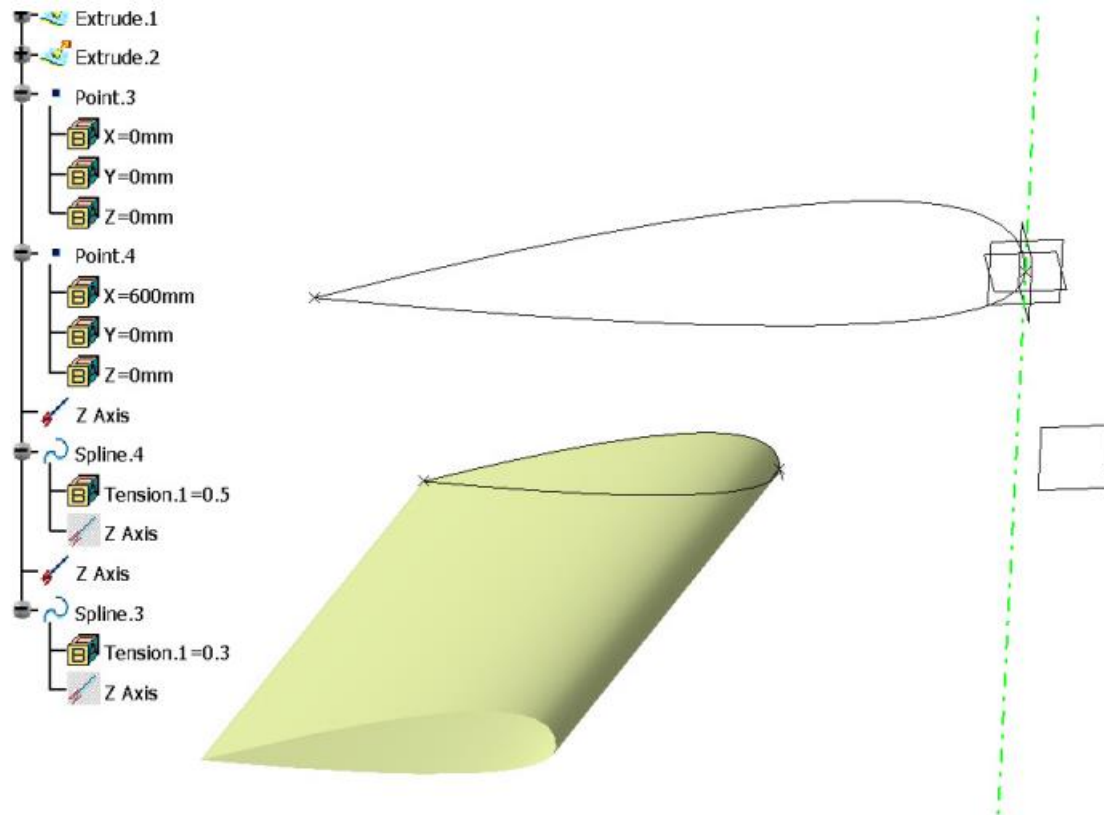 Extrude.1
Extrude.2
Point.3
X=0mm
Y=0mm
Z=0mm
Point.4
X=600mm
Y=0mm
Z=0mm
Z Axis
Spline.4
Tension.1=0.5
Z Axis
Z Axis
Spline.3
Tension.1=0.3
Z Axis